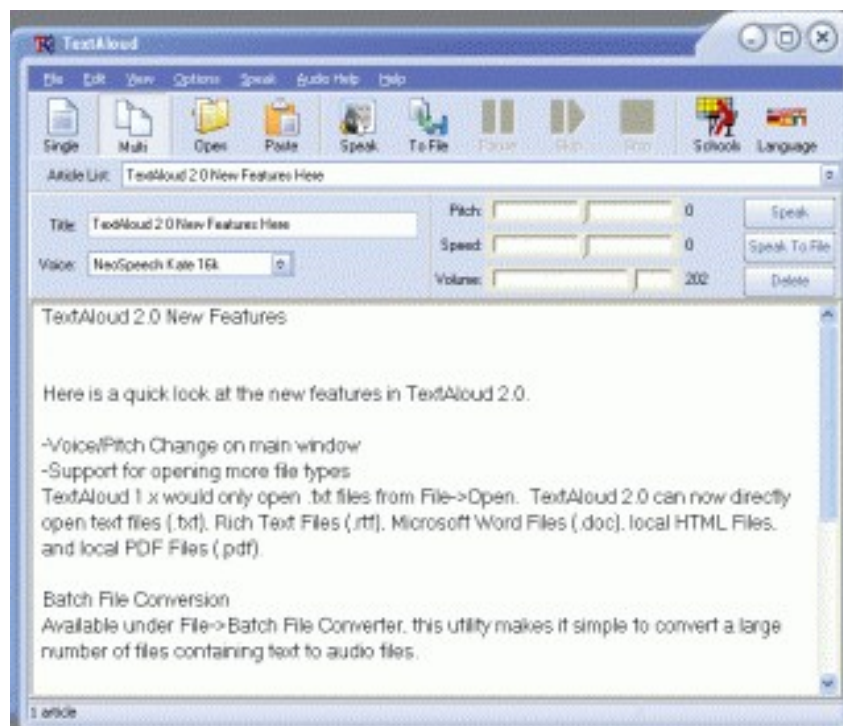 TextAloud
File Edit View Options Speak Audio Help Help
Single Multi Open Paste Speak To File Pause Skip Stop Schools Language
Article List: TextAloud 2.0 New Features Here
Title: TextAloud 2.0 New Features Here
Voice: NeoSpeech Kate 16k
Pitch: 0 Speak
Speed: 0 Speak To File
Volume: 202 Delete
TextAloud 2.0 New Features
Here is a quick look at the new features in TextAloud 2.0.
-Voice/Pitch Change on main window
-Support for opening more file types
TextAloud 1.x would only open .txt files from File->Open. TextAloud 2.0 can now directly
open text files (.txt), Rich Text Files (.rtf), Microsoft Word Files (.doc), local HTML Files,
and local PDF Files (.pdf).
Batch File Conversion
Available under File->Batch File Converter, this utility makes it simple to convert a large
number of files containing text to audio files.
1 article